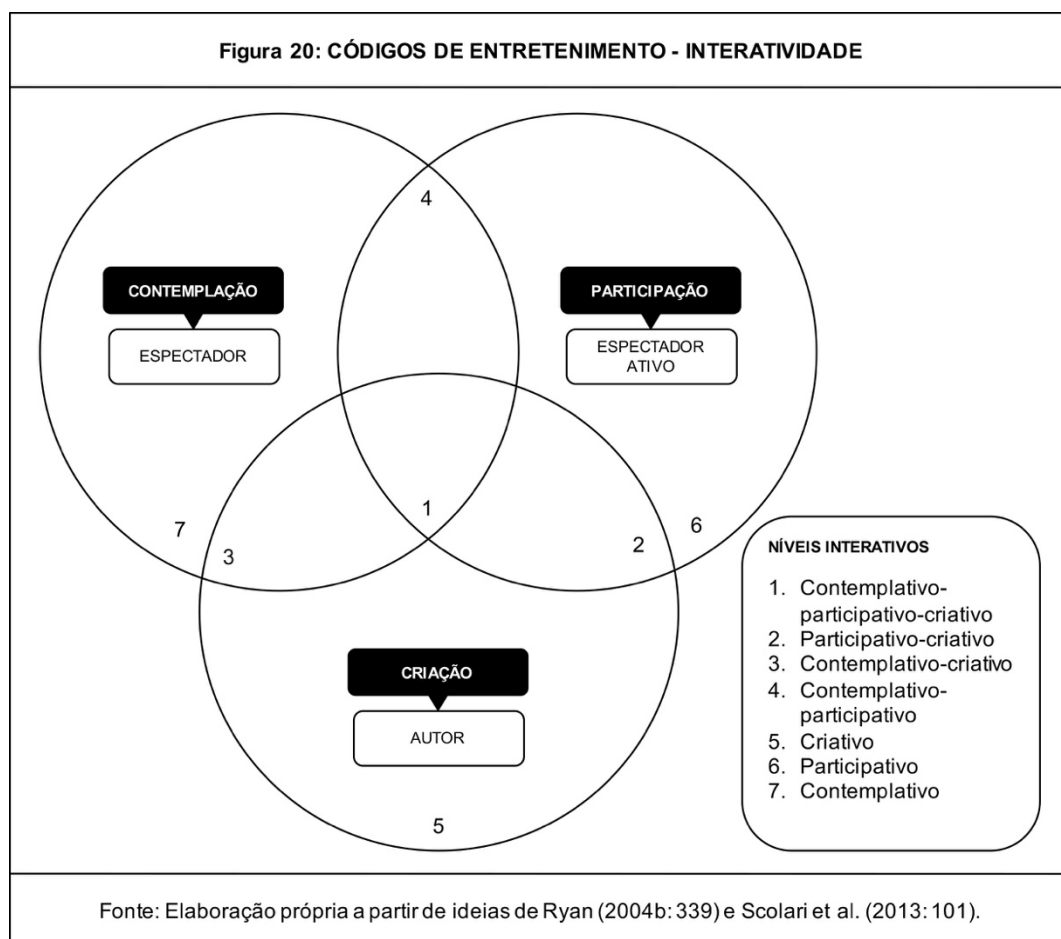 Figura 20: CÓDIGOS DE ENTRETENIMENTO - INTERATIVIDADE
4
CONTEMPLAÇÃO
ESPECTADOR
PARTICIPAÇÃO
ESPECTADOR
ATIVO
1
7
3
2
6
CRIAÇÃO
AUTOR
5
NÍVEIS INTERATIVOS
1. Contemplativo-
participativo-criativo
2. Participativo-criativo
3. Contemplativo-criativo
4. Contemplativo-
participativo
5. Criativo
6. Participativo
7. Contemplativo
Fonte: Elaboração própria a partir de ideias de Ryan (2004b: 339) e Scolari et al. (2013: 101).